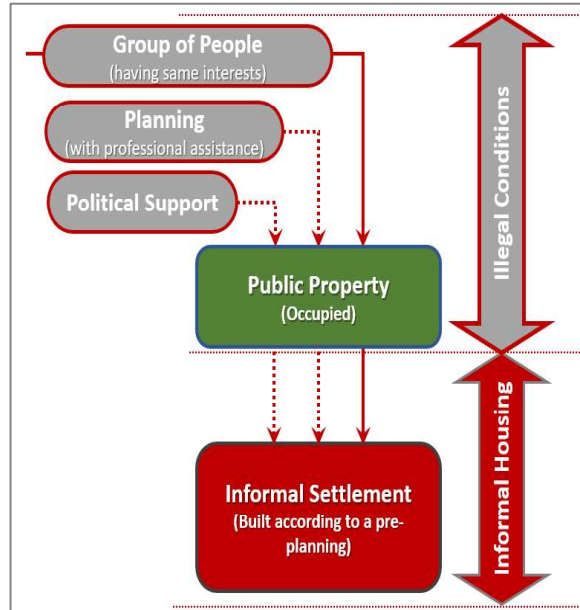 Group of People
(having same interests)
Planning
(with professional assistance)
Political Support
Public Property
(Occupied)
Illegal Conditions
Informal Settlement
(Built according to a pre-
planning)
Informal Housing